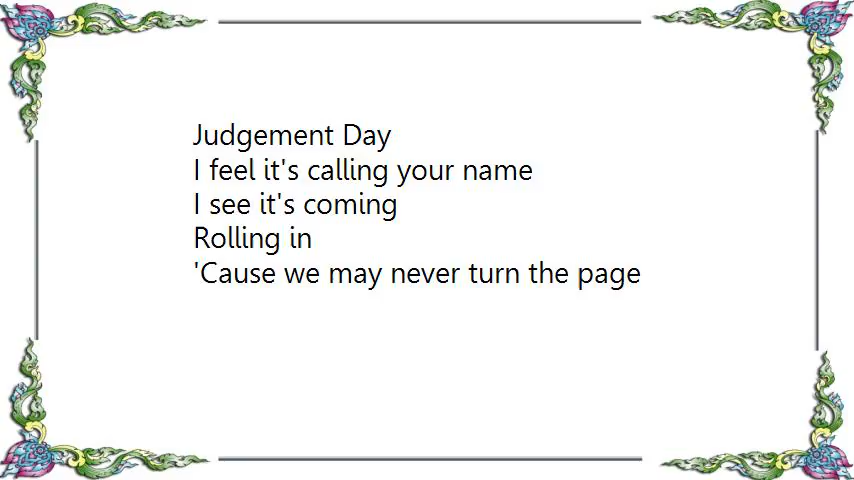 Judgement Day
I feel it's calling your name
I see it's coming
Rolling in
'Cause we may never turn the page